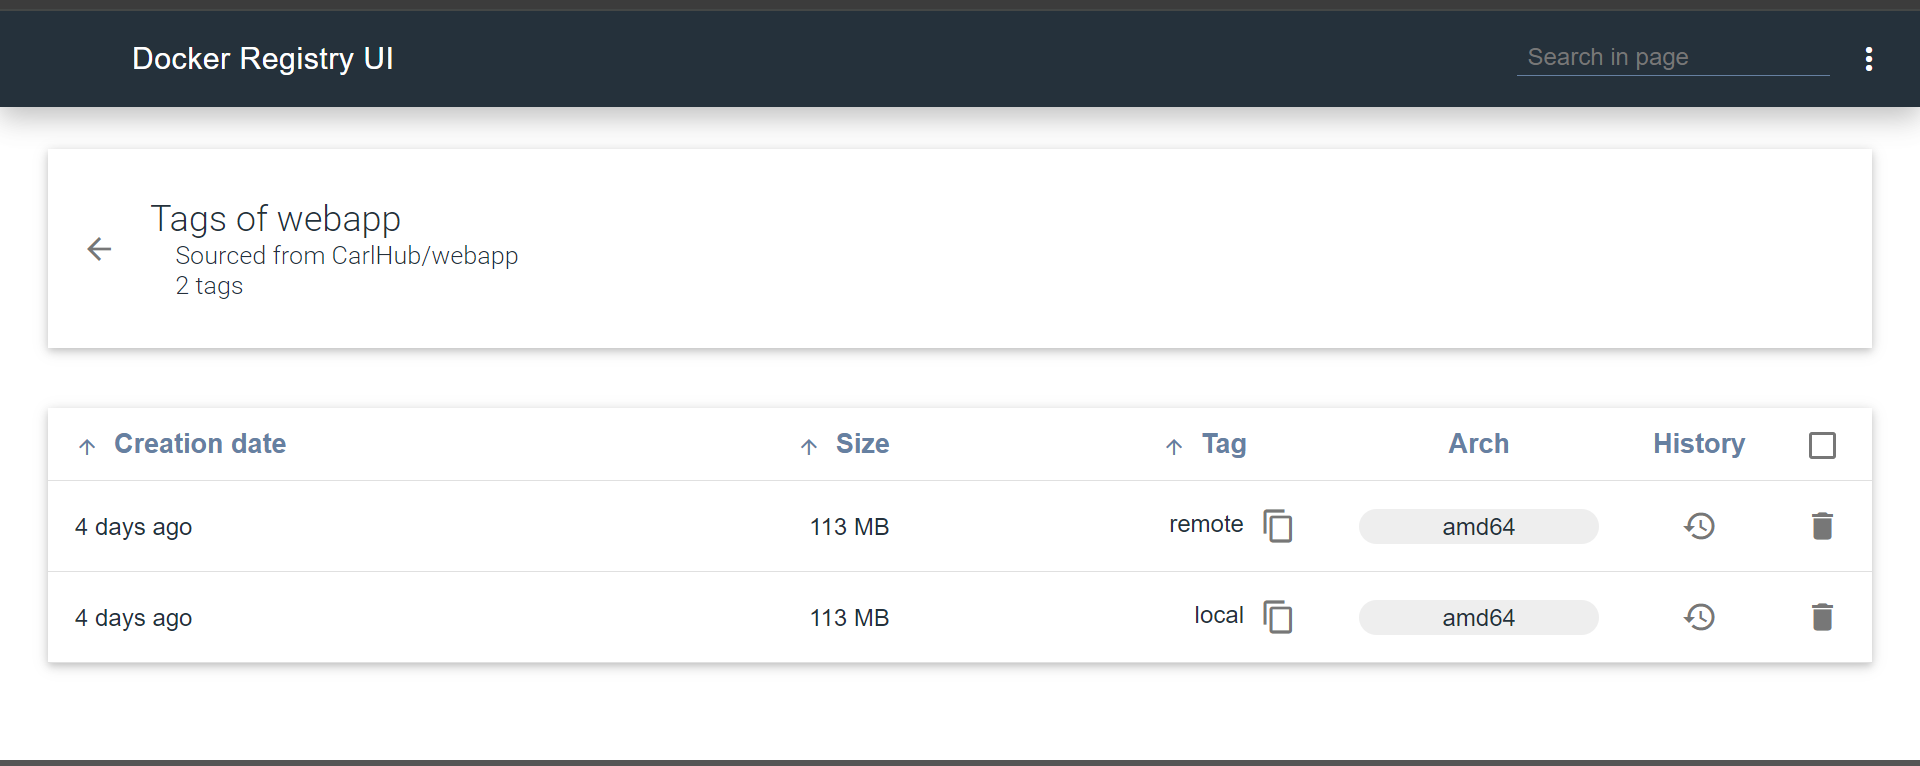 Docker Registry UI
Search in page
Tags of webapp
Sourced from CarlHub/webapp
2 tags
Creation date Size Tag Arch History
4 days ago 113 MB remote amd64
4 days ago 113 MB local amd64